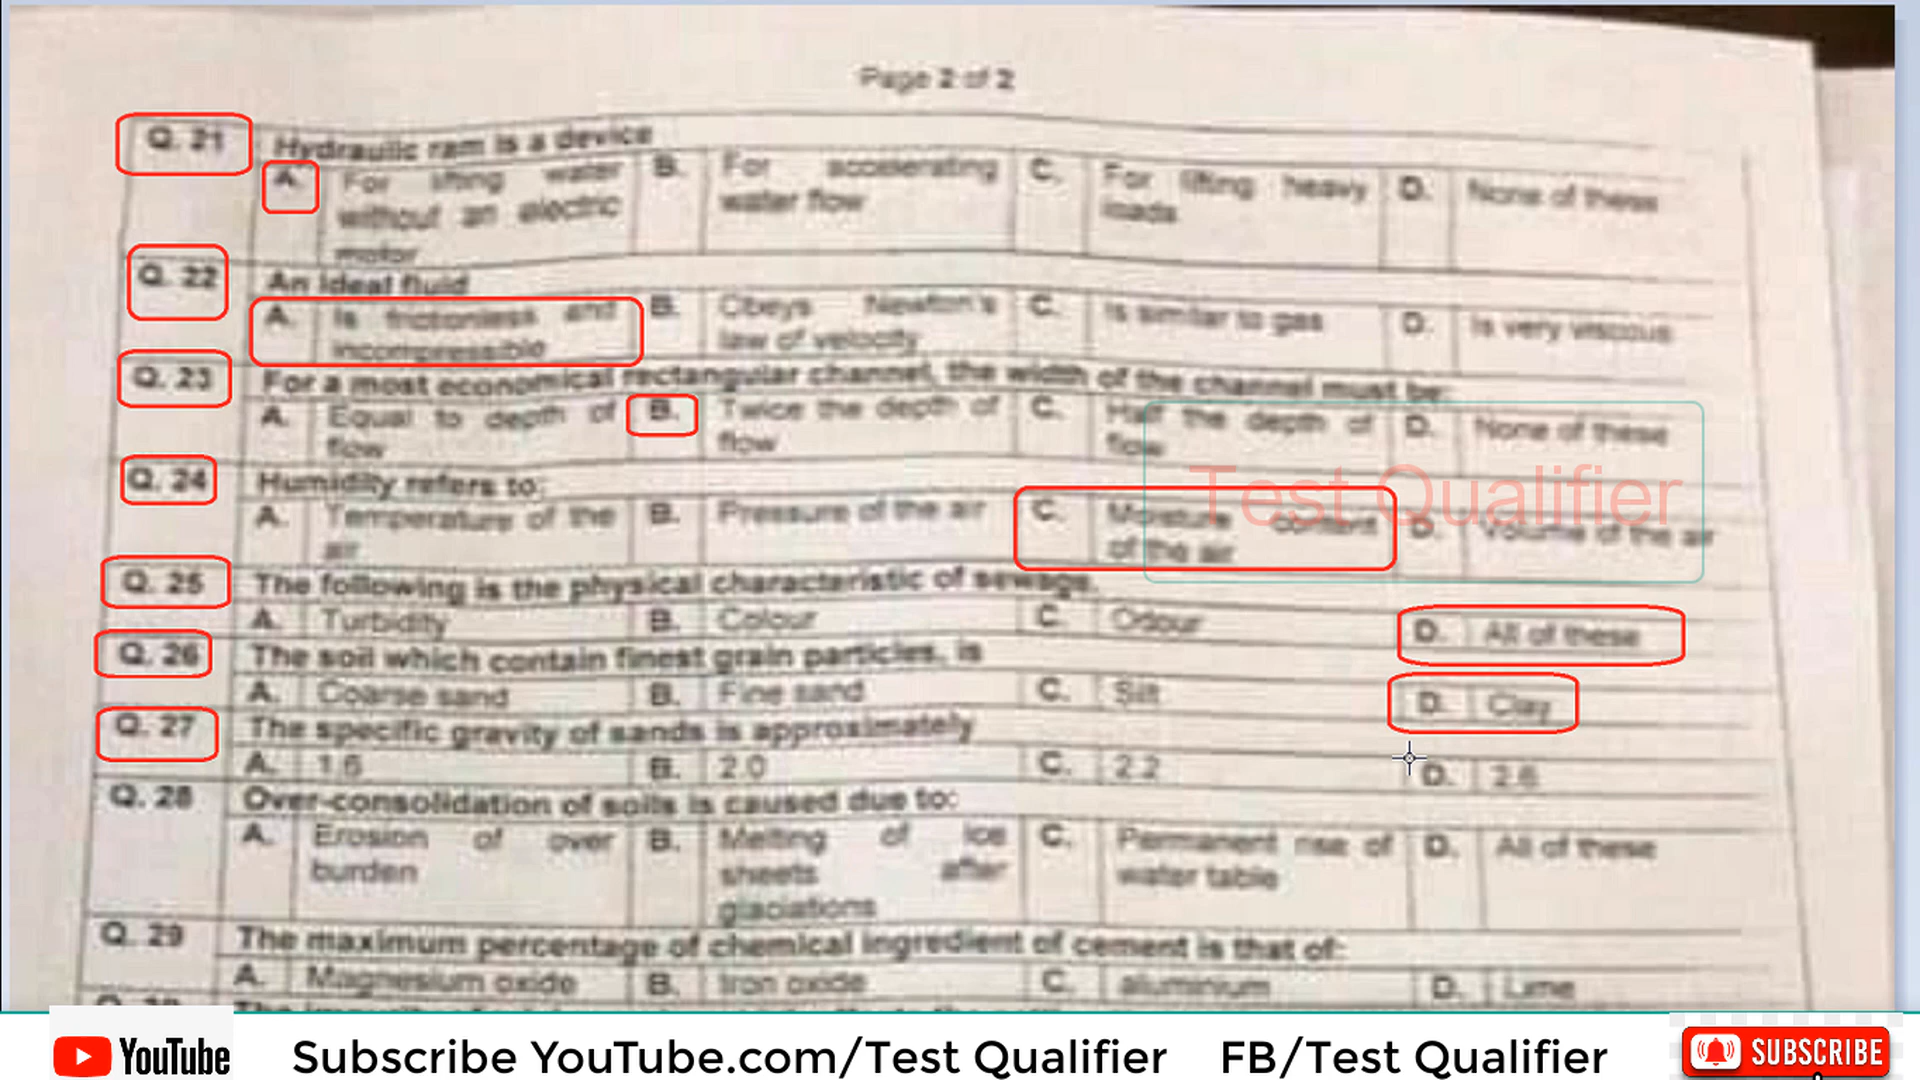 Page 2 of 2
Q. 21 Hydraulic ram is a device
A. For lifting water B. For accelerating C. For lifting heavy D. None of these
without an electric water flow loads
motor
Q. 22 An ideal fluid
A. Is frictionless and B. Obeys Newton's C. Is similar to gas D. Is very viscous
incompressible law of velocity
Q. 23 For a most economical rectangular channel, the width of the channel must be:
A. Equal to depth of B. Twice the depth of C. Half the depth of D. None of these
flow flow flow
Test Qualifier
Q. 24 Humidity refers to:
A. Temperature of the B. Pressure of the air C. Moisture content D. Volume of the air
air of the air
Q. 25 The following is the physical characteristic of sewage.
A. Turbidity B. Colour C. Odour D. All of these
Q. 26 The soil which contain finest grain particles, is
A. Coarse sand B. Fine sand C. Silt D. Clay
Q. 27 The specific gravity of sands is approximately
A. 1.6 B. 2.0 C. 2.2 D. 2.6
Q. 28 Over-consolidation of soils is caused due to:
A. Erosion of over B. Melting of ice C. Permanent rise of D. All of these
burden sheets after water table
glaciations
Q. 29 The maximum percentage of chemical ingredient of cement is that of:
A. Magnesium oxide B. Iron oxide C. aluminium D. Lime
YouTube Subscribe YouTube.com/Test Qualifier FB/Test Qualifier SUBSCRIBE